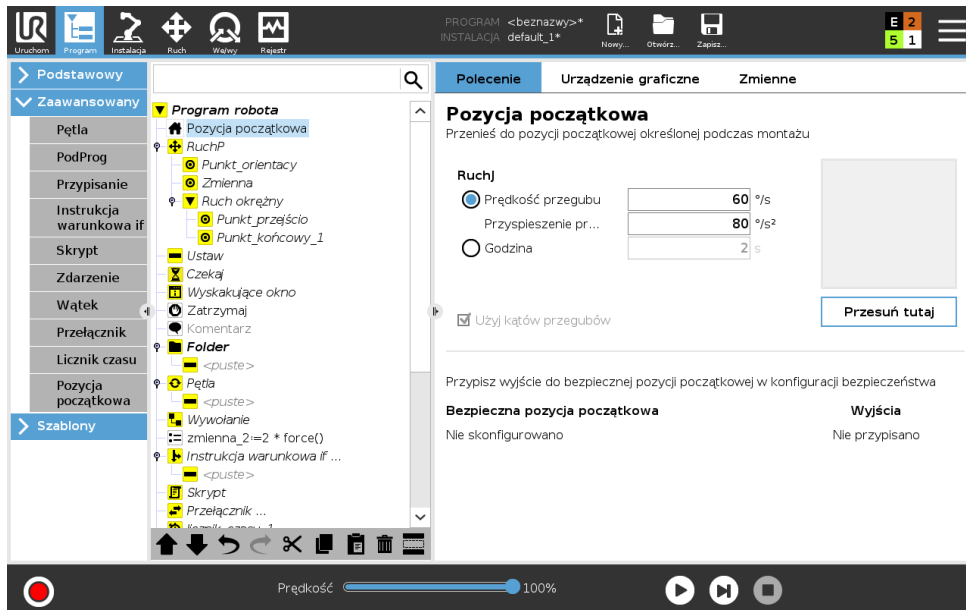 PROGRAM <beznazwy>*
INSTALACJA default_1*
E 2
5 1
Uruchom Program Instalacja Ruch We/wy Rejestr Nowy... Otwórz... Zapisz...
Podstawowy
Zaawansowany
Pętla
PodProg
Przypisanie
Instrukcja
warunkowa if
Skrypt
Zdarzenie
Wątek
Przełącznik
Licznik czasu
Pozycja
początkowa
Szablony
Program robota
Pozycja początkowa
RuchP
Punkt_orientacy
Zmienna
Ruch okrężny
Punkt_przejścio
Punkt_końcowy_1
Ustaw
Czekaj
Wyskakujące okno
Zatrzymaj
Komentarz
Folder
<puste>
Pętla
<puste>
Wywołanie
zmienna_2≔2 * force()
Instrukcja warunkowa if ...
<puste>
Skrypt
Przełącznik ...
licznik_czasu_1
Polecenie Urządzenie graficzne Zmienne
Pozycja początkowa
Przenieś do pozycji początkowej określonej podczas montażu
RuchJ
Prędkość przegubu 60 °/s
Przyspieszenie pr... 80 °/s²
Godzina 2 s
Użyj kątów przegubów
Przesuń tutaj
Przypisz wyjście do bezpiecznej pozycji początkowej w konfiguracji bezpieczeństwa
Bezpieczna pozycja początkowa Wyjścia
Nie skonfigurowano Nie przypisano
Prędkość 100%